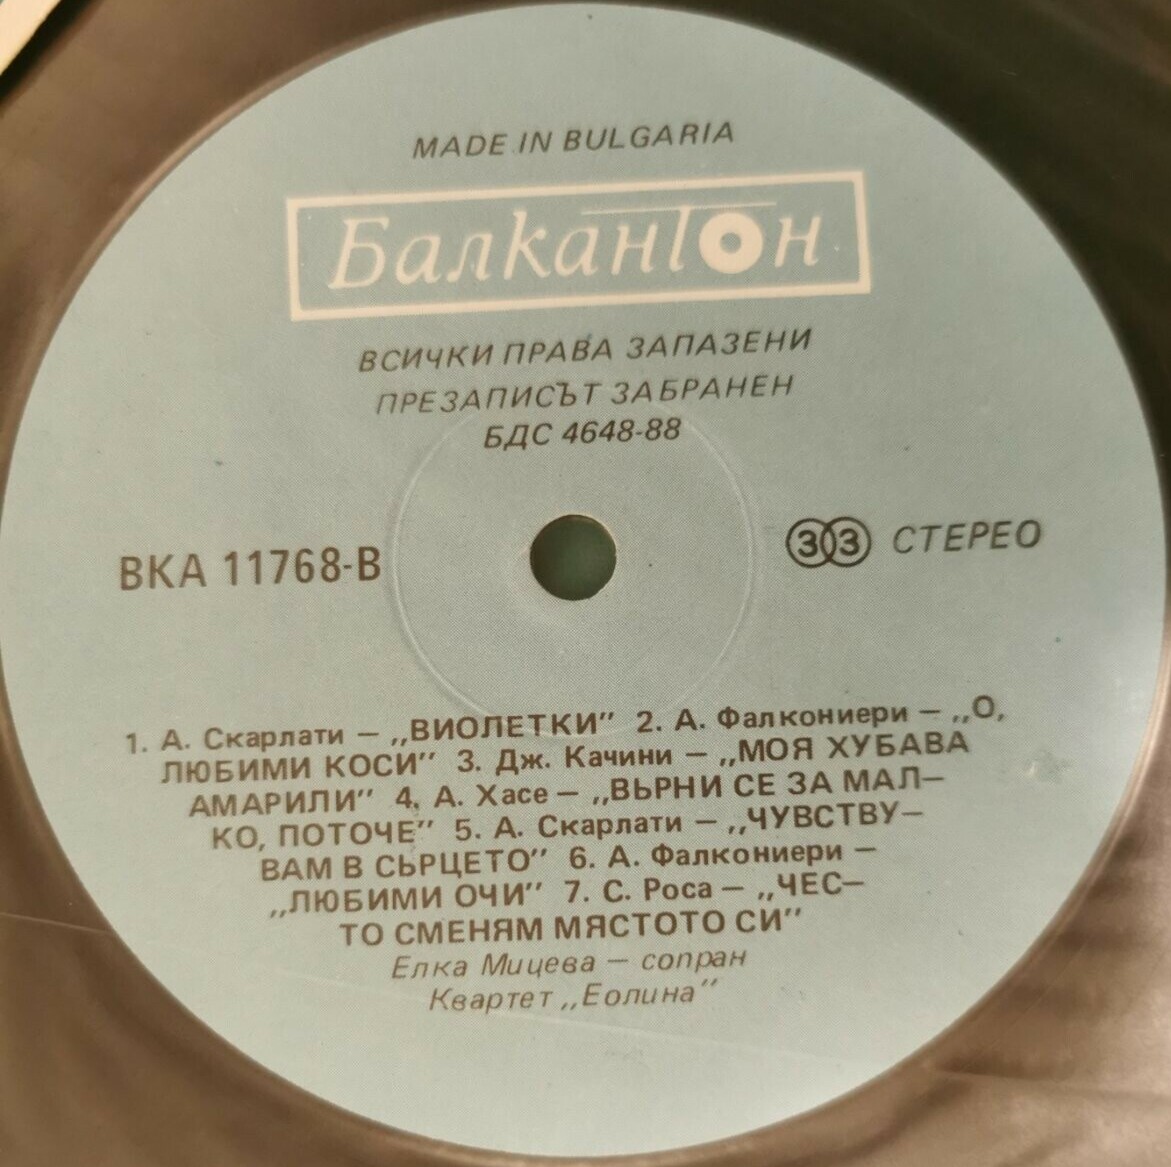 MADE IN BULGARIA
Балкантон
ВСИЧКИ ПРАВА ЗАПАЗЕНИ
ПРЕЗАПИСЪТ ЗАБРАНЕН
БДС 4648-88
ВКА 11768-В
33 СТЕРЕО
1. А. Скарлати – „ВИОЛЕТКИ" 2. А. Фалкониери – „О,
ЛЮБИМИ КОСИ" 3. Дж. Качини – „МОЯ ХУБАВА
АМАРИЛИ" 4. А. Хасе – „ВЪРНИ СЕ ЗА МАЛ–
КО, ПОТОЧЕ" 5. А. Скарлати – „ЧУВСТВУ–
ВАМ В СЪРЦЕТО" 6. А. Фалкониери –
„ЛЮБИМИ ОЧИ" 7. С. Роса – „ЧЕС–
ТО СМЕНЯМ МЯСТОТО СИ"
Елка Мицева – сопран
Квартет „Еолина"